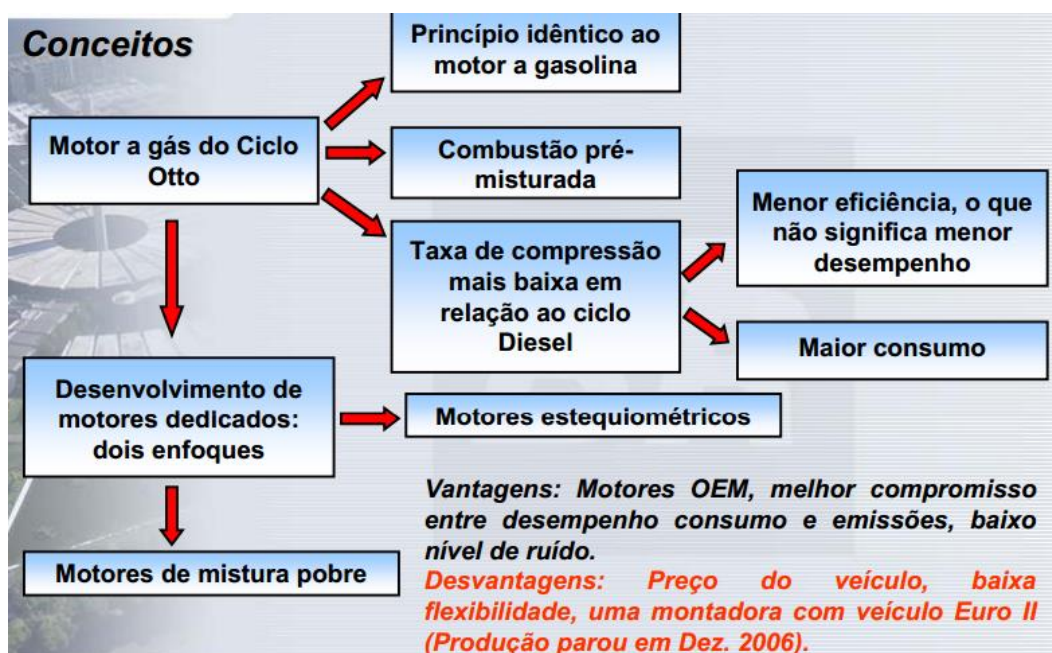 Conceitos
Princípio idêntico ao
motor a gasolina
Motor a gás do Ciclo
Otto
Combustão pré-
misturada
Taxa de compressão
mais baixa em
relação ao ciclo
Diesel
Menor eficiência, o que
não significa menor
desempenho
Maior consumo
Desenvolvimento de
motores dedIcados:
dois enfoques
Motores estequiométricos
Motores de mistura pobre
Vantagens: Motores OEM, melhor compromisso
entre desempenho consumo e emissões, baixo
nível de ruído.
Desvantagens: Preço do veículo, baixa
flexibilidade, uma montadora com veículo Euro II
(Produção parou em Dez. 2006).